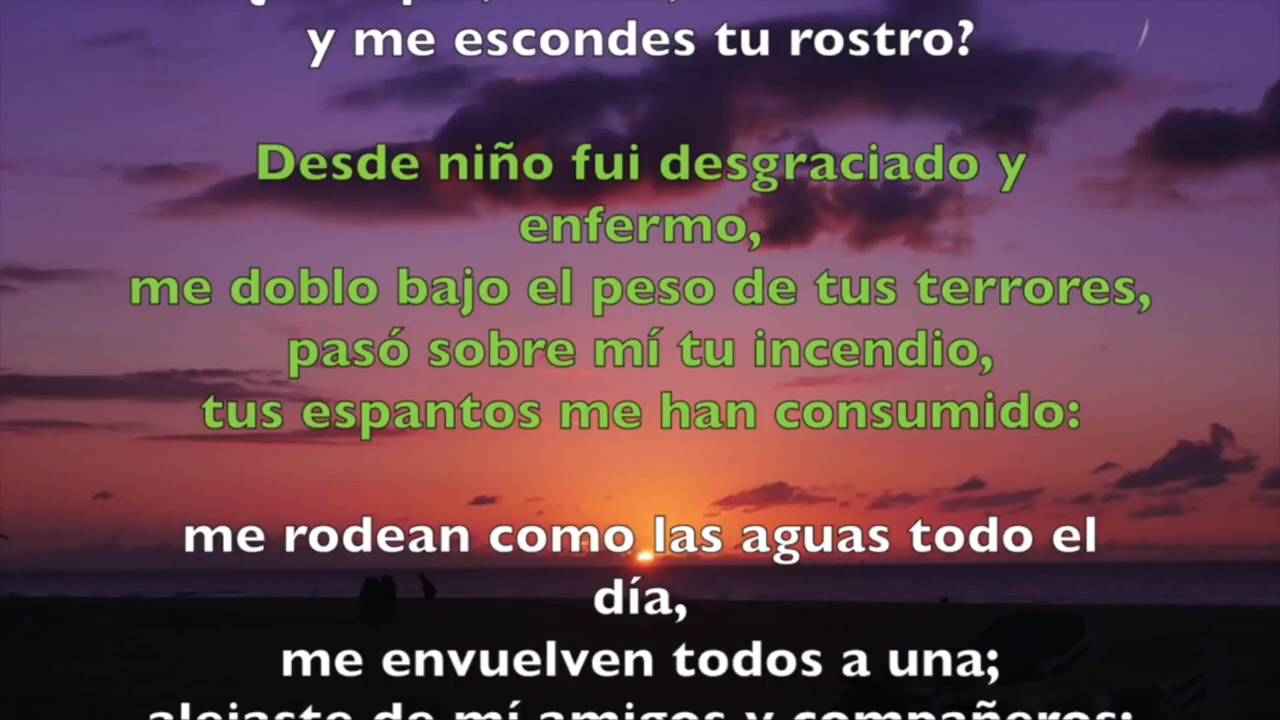 y me escondes tu rostro?
Desde niño fui desgraciado y
enfermo,
me doblo bajo el peso de tus terrores,
pasó sobre mí tu incendio,
tus espantos me han consumido:
me rodean como las aguas todo el
día,
me envuelven todos a una;
alejaste de mí amigos y compañeros: